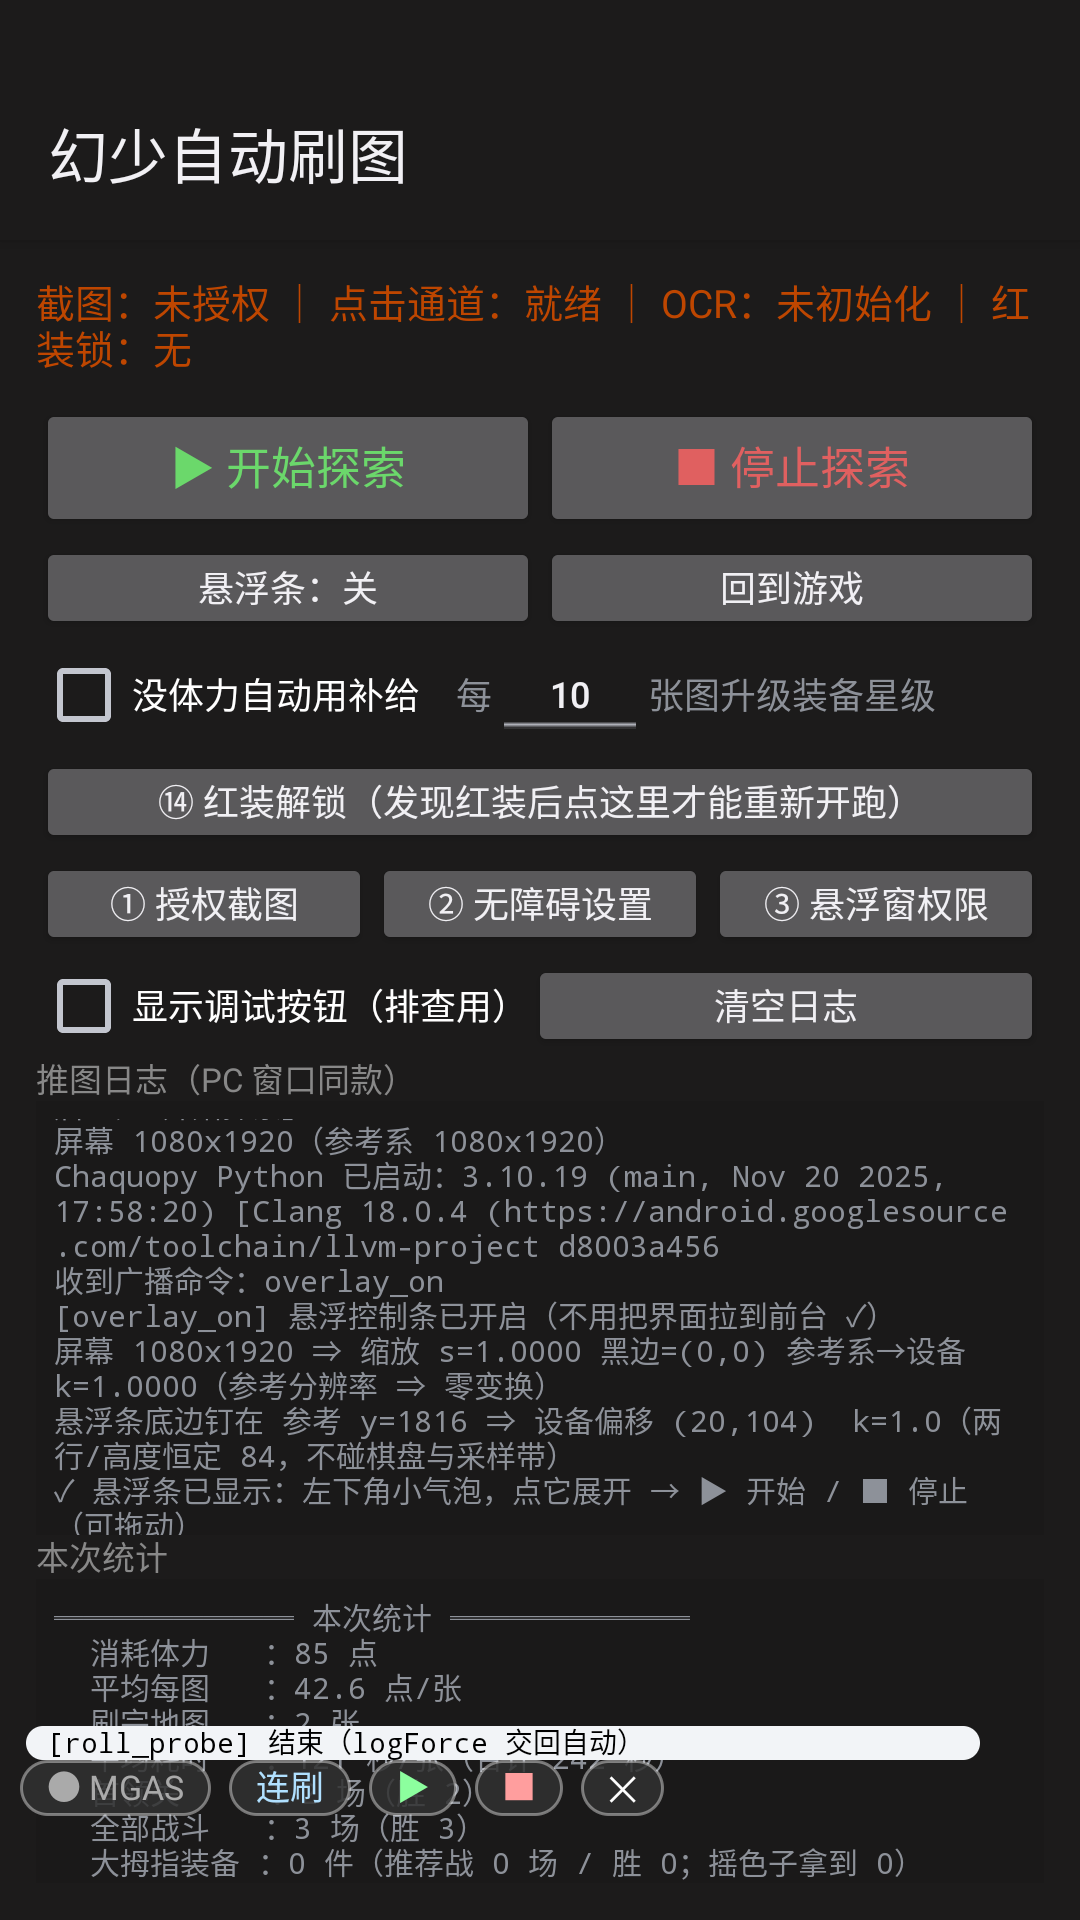 幻少自动刷图
截图：未授权 ｜ 点击通道：就绪 ｜ OCR：未初始化 ｜ 红
装锁：无
▶ 开始探索
■ 停止探索
悬浮条：关
回到游戏
没体力自动用补给 每 10 张图升级装备星级
⑭ 红装解锁（发现红装后点这里才能重新开跑）
① 授权截图
② 无障碍设置
③ 悬浮窗权限
显示调试按钮（排查用）
清空日志
推图日志（PC 窗口同款）
屏幕 1080x1920（参考系 1080x1920）
Chaquopy Python 已启动：3.10.19 (main, Nov 20 2025,
17:58:20) [Clang 18.0.4 (https://android.googlesource
.com/toolchain/llvm-project d8003a456
收到广播命令：overlay_on
[overlay_on] 悬浮控制条已开启（不用把界面拉到前台 ✓）
屏幕 1080x1920 ⇒ 缩放 s=1.0000 黑边=(0,0) 参考系→设备
k=1.0000（参考分辨率 ⇒ 零变换）
悬浮条底边钉在 参考 y=1816 ⇒ 设备偏移 (20,104) k=1.0（两
行/高度恒定 84，不碰棋盘与采样带）
✓ 悬浮条已显示：左下角小气泡，点它展开 → ▶ 开始 / ■ 停止
（可拖动）
本次统计
════════════════ 本次统计 ════════════════
消耗体力 ：85 点
平均每图 ：42.6 点/张
刷完地图 ：2 张
[roll_probe] 结束（logForce 交回自动）
MGAS 连刷 ▶ ■ ✕
场（胜 2）
全部战斗 ：3 场（胜 3）
大拇指装备 ：0 件（推荐战 0 场 / 胜 0；摇色子拿到 0）